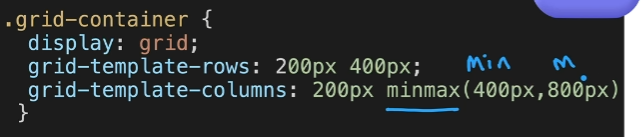 .grid-container {
display: grid;
Min M.
grid-template-rows: 200px 400px;
grid-template-columns: 200px minmax(400px,800px)
}